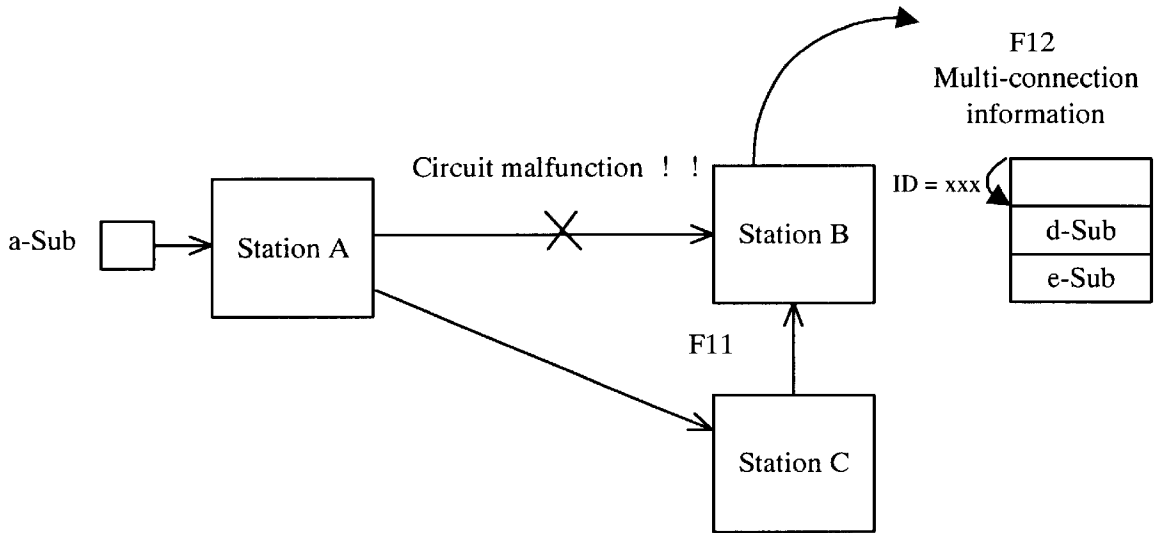 F12
Multi-connection
information
Circuit malfunction ! !
ID = xxx
a-Sub
Station A
Station B
d-Sub
e-Sub
F11
Station C